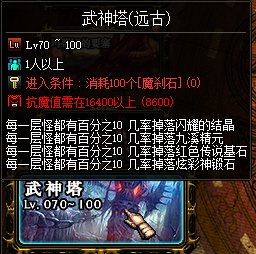 武神塔(远古)
Lv Lv70 ~ 100
1人以上
进入条件：消耗100个[魔刹石] (0)
抗魔值需在16400以上 (8600)
每一层怪都有百分之10 几率掉落闪耀的结晶
每一层怪都有百分之10 几率掉落九溪精元
每一层怪都有百分之10 几率掉落红色传说基石
每一层怪都有百分之10 几率掉落炫彩神锻石
武神塔
Lv. 070~100